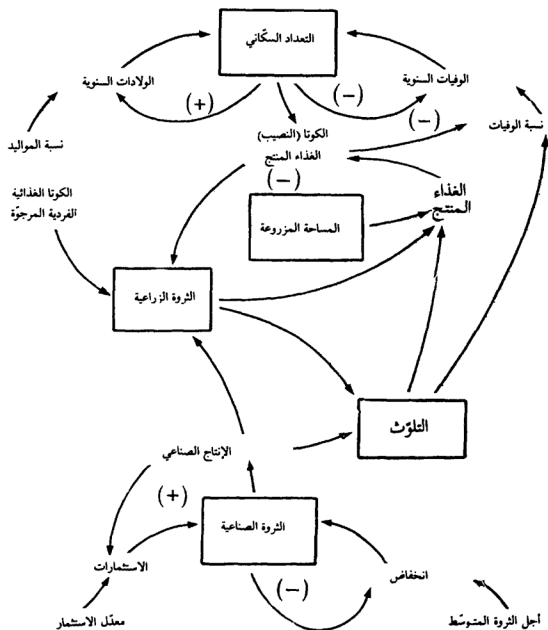 التعداد السكّاني
الولادات السنوية
الوفيات السنوية
(+)
(−)
(−)
نسبة الوفيات
نسبة المواليد
الكوتا (النصيب)
الغذاء المنتج
(−)
الكوتا الغذائية
الفردية المرجوّة
الغذاء
المنتج
المساحة المزروعة
الثروة الزراعية
التلوّث
الإنتاج الصناعي
(+)
الثروة الصناعية
الاستثمارات
(−)
انخفاض
معدّل الاستثمار
أجل الثروة المتوسّط